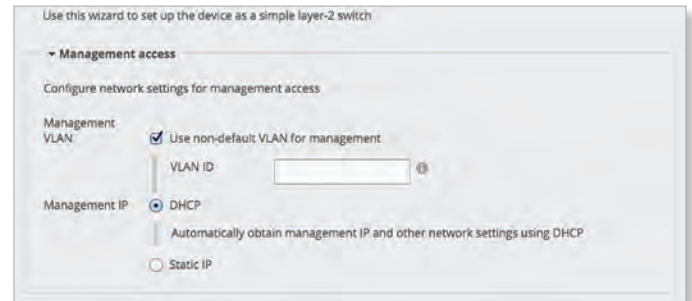 Use this wizard to set up the device as a simple layer-2 switch
Management access
Configure network settings for management access
Management VLAN
Use non-default VLAN for management
VLAN ID
Management IP
DHCP
Automatically obtain management IP and other network settings using DHCP
Static IP